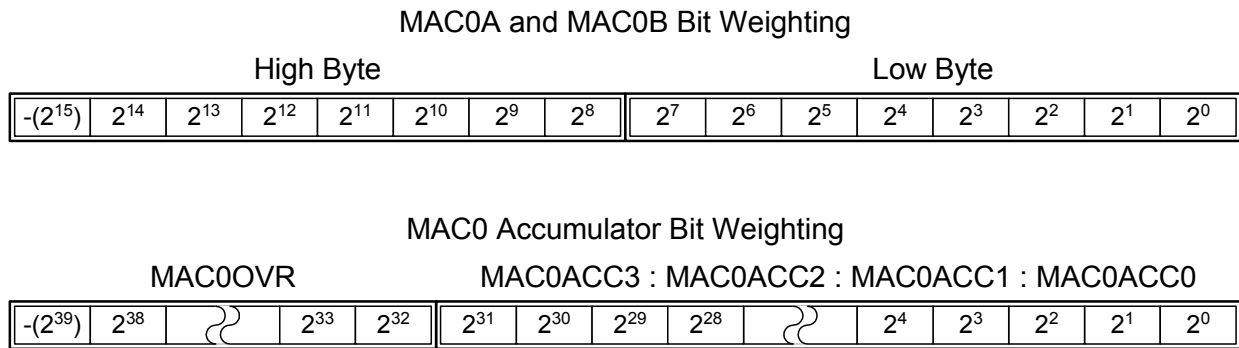 MAC0A and MAC0B Bit Weighting
High Byte Low Byte
-(2¹⁵) 2¹⁴ 2¹³ 2¹² 2¹¹ 2¹⁰ 2⁹ 2⁸ 2⁷ 2⁶ 2⁵ 2⁴ 2³ 2² 2¹ 2⁰
MAC0 Accumulator Bit Weighting
MAC0OVR MAC0ACC3 : MAC0ACC2 : MAC0ACC1 : MAC0ACC0
-(2³⁹) 2³⁸ 2³³ 2³² 2³¹ 2³⁰ 2²⁹ 2²⁸ 2⁴ 2³ 2² 2¹ 2⁰